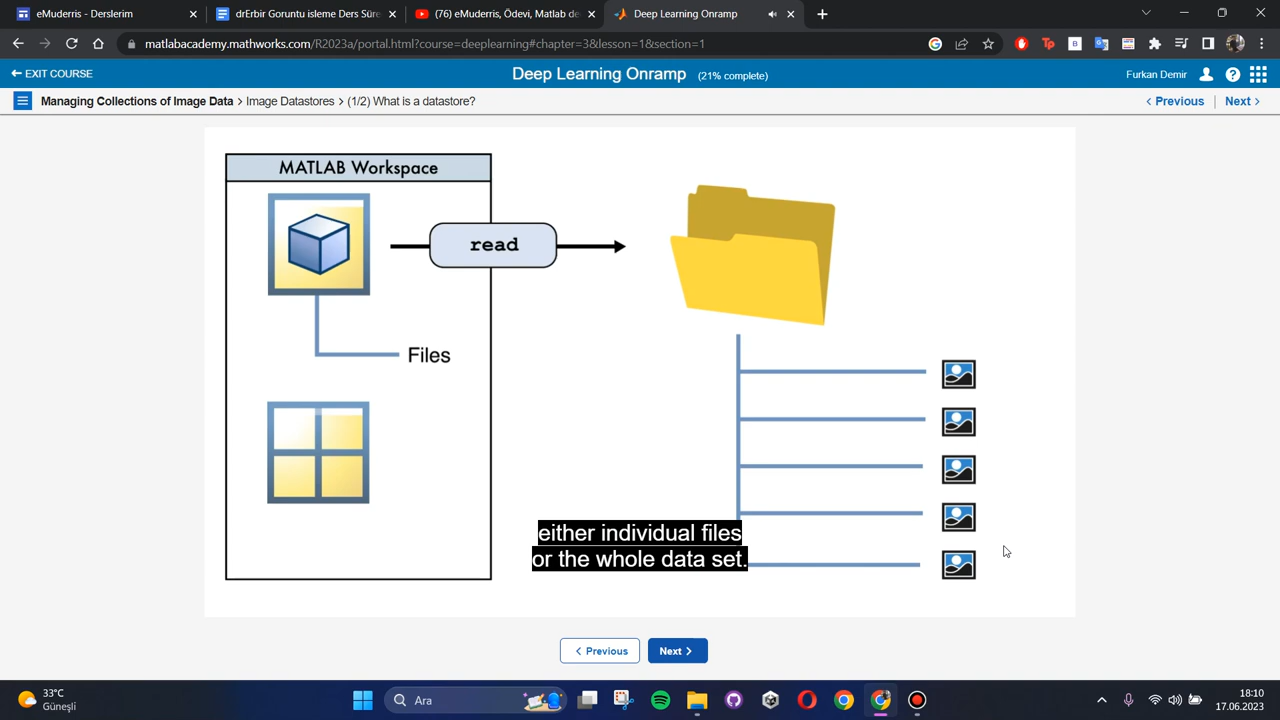 eMuderris - Derslerim
drErbir Goruntu isleme Ders Süre
(76) eMuderris, Ödevi, Matlab de
Deep Learning Onramp
matlabacademy.mathworks.com/R2023a/portal.html?course=deeplearning#chapter=3&lesson=1&section=1
EXIT COURSE
Deep Learning Onramp (21% complete)
Furkan Demir
Managing Collections of Image Data > Image Datastores > (1/2) What is a datastore?
Previous
Next
MATLAB Workspace
read
Files
either individual files
or the whole data set.
Previous
Next
33°C
Güneşli
Ara
18:10
17.06.2023